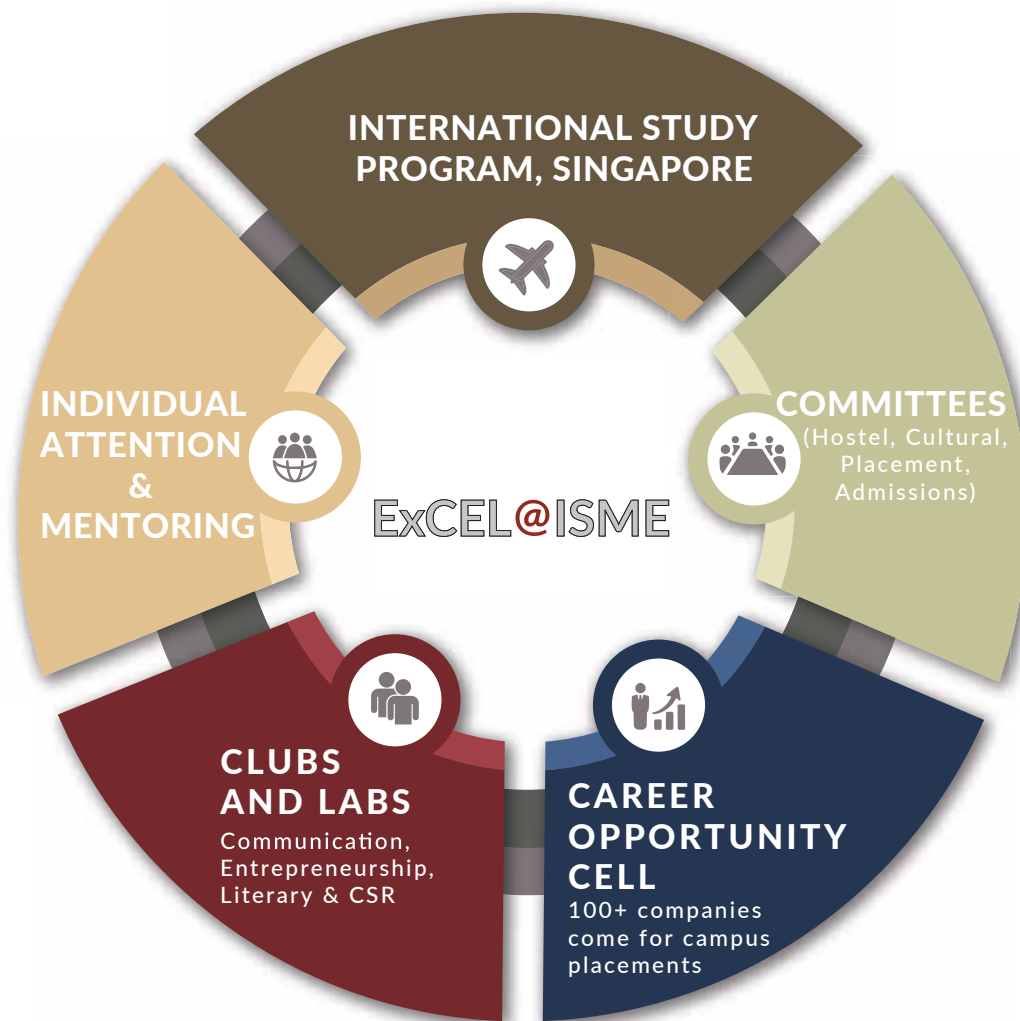 INTERNATIONAL STUDY
PROGRAM, SINGAPORE
INDIVIDUAL
ATTENTION
&
MENTORING
COMMITTEES
(Hostel, Cultural,
Placement,
Admissions)
ExCEL@ISME
CLUBS
AND LABS
Communication,
Entrepreneurship,
Literary & CSR
CAREER
OPPORTUNITY
CELL
100+ companies
come for campus
placements